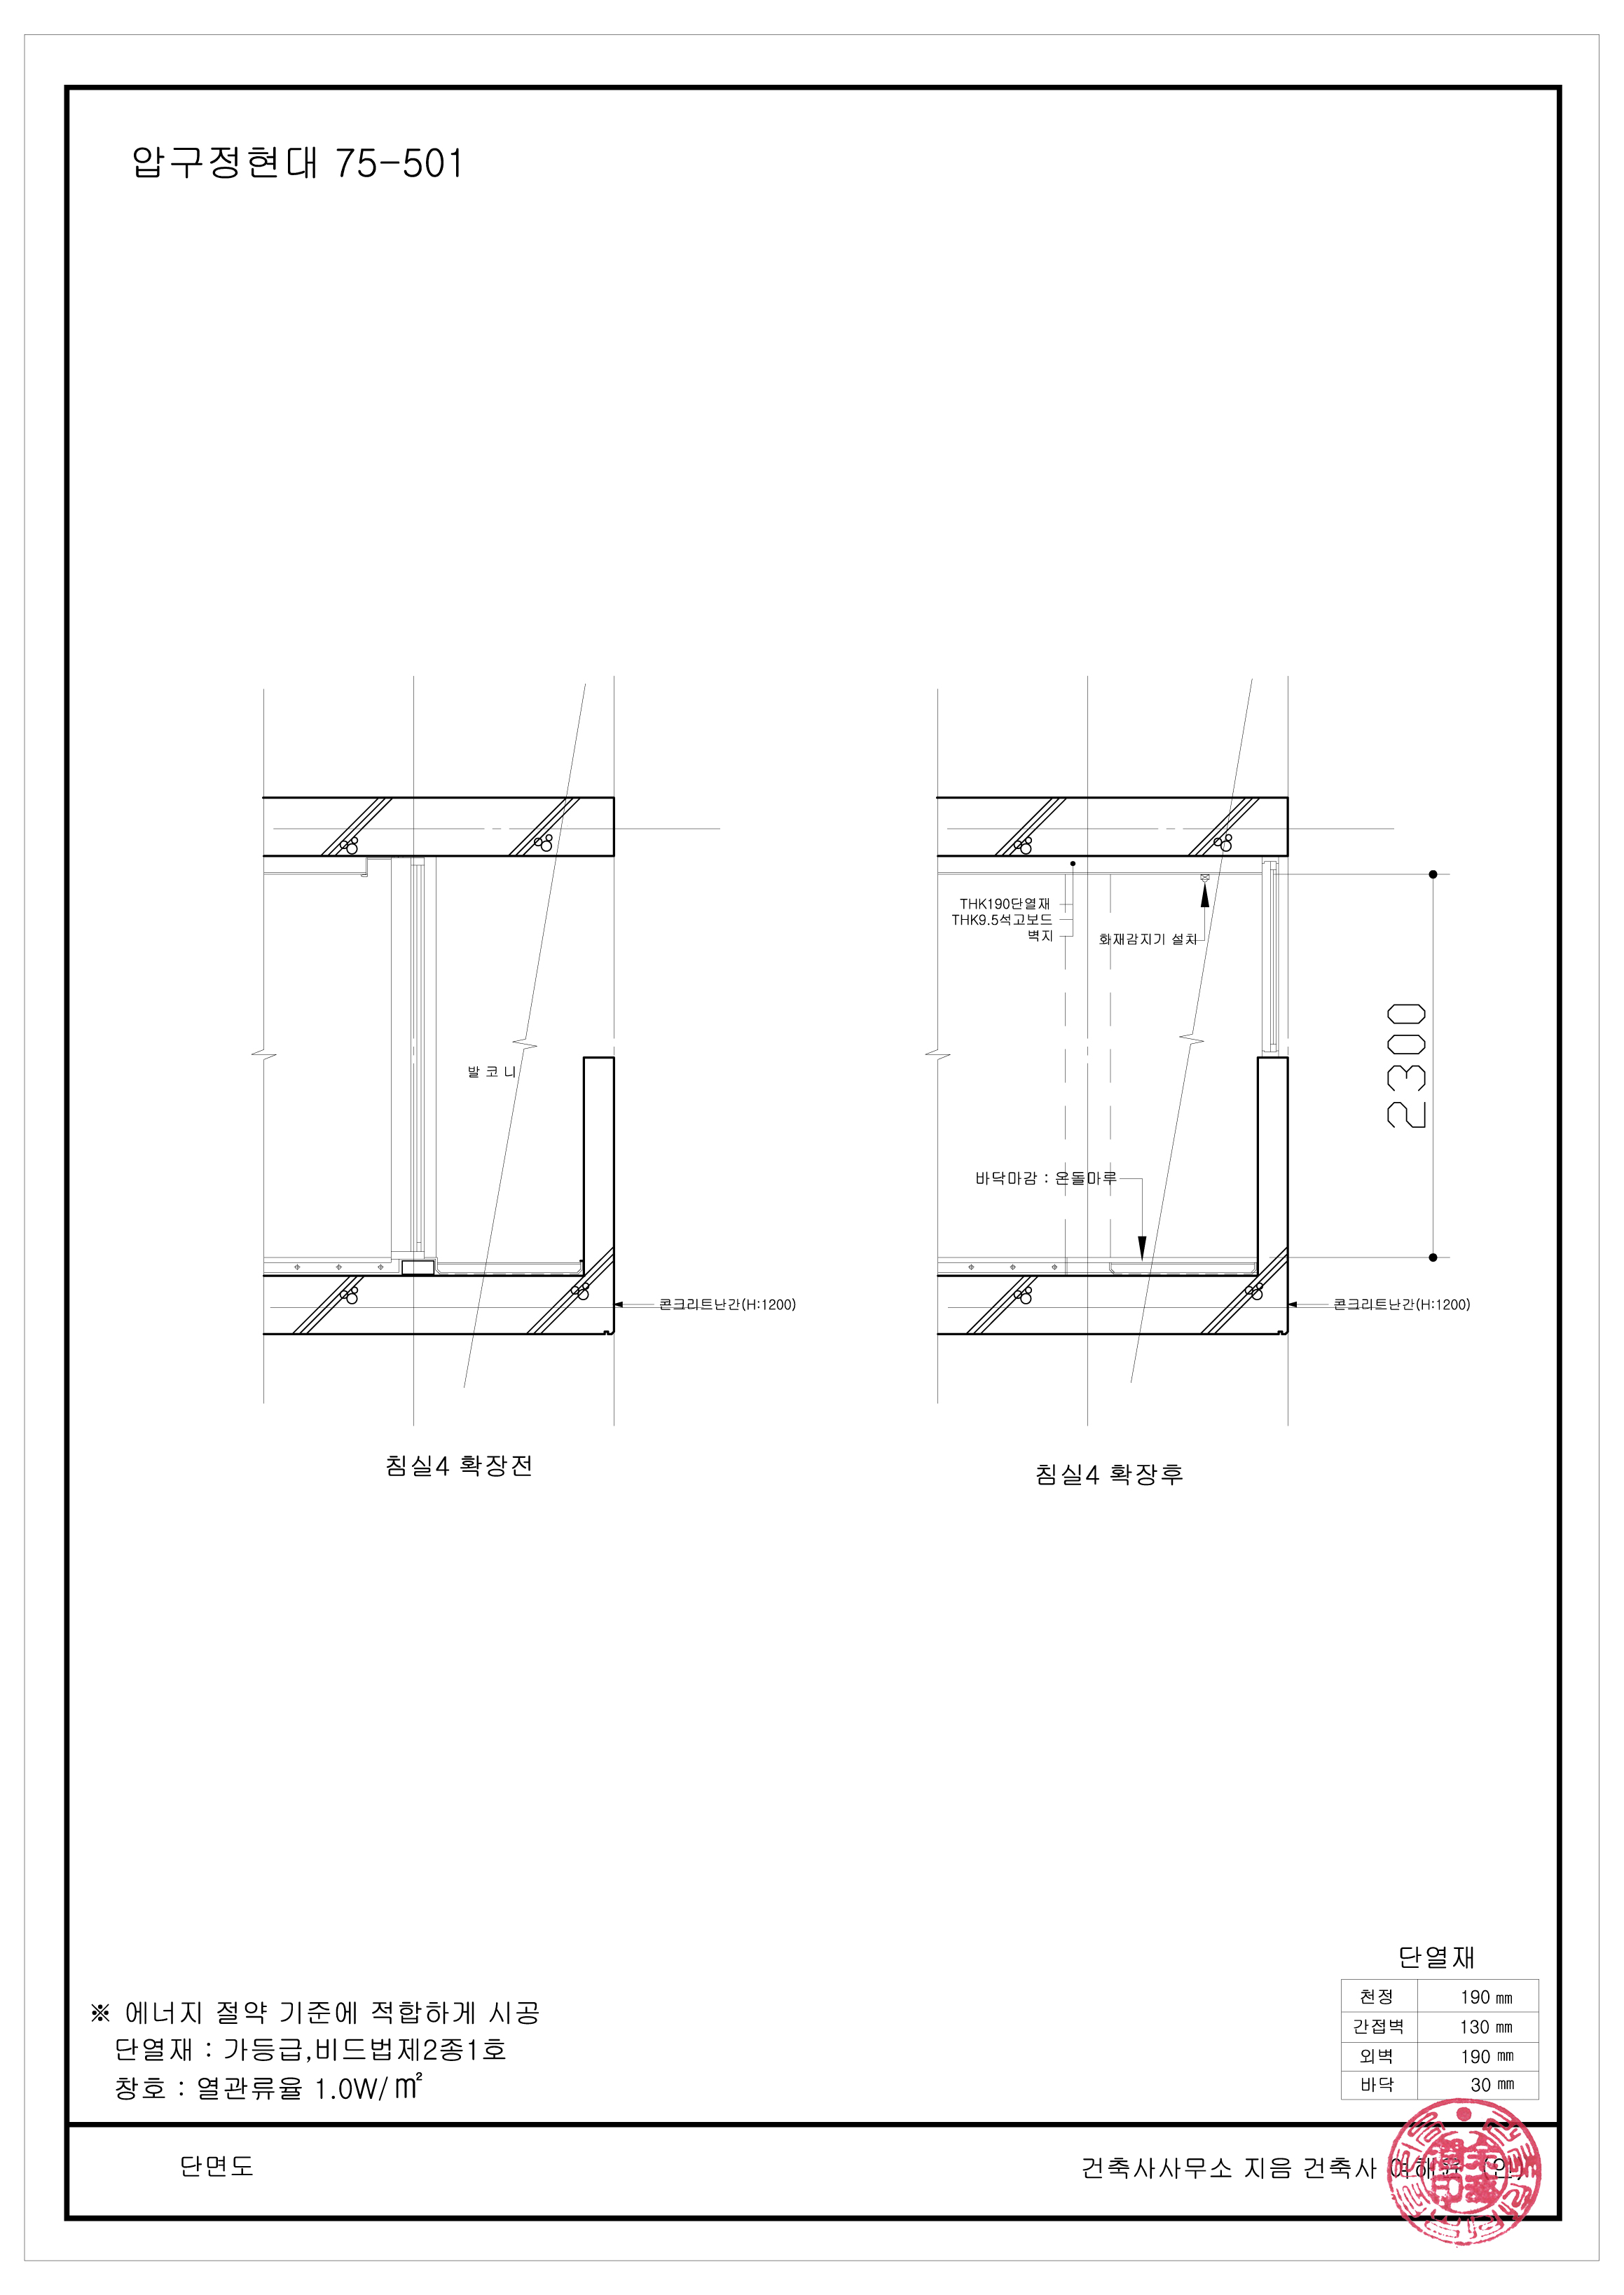 압구정현대 75-501
THK190단열재
THK9.5석고보드
벽지
화재감지기 설치
2300
발 코 니
바닥마감 : 온돌마루
콘크리트난간(H:1200)
콘크리트난간(H:1200)
침실4 확장전
침실4 확장후
단열재
천정 190 ㎜
간접벽 130 ㎜
외벽 190 ㎜
바닥 30 ㎜
※ 에너지 절약 기준에 적합하게 시공
단열재 : 가등급,비드법제2종1호
창호 : 열관류율 1.0W/㎡
단면도
건축사사무소 지음 건축사 (인)